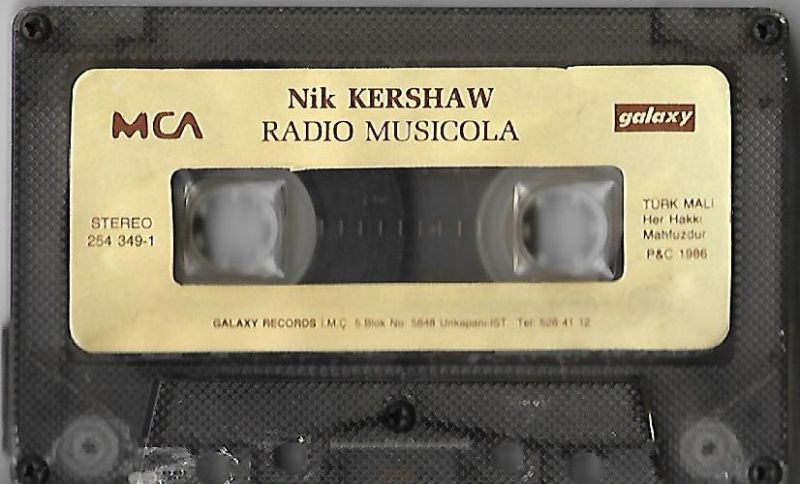 Nik KERSHAW
MCA
RADIO MUSICOLA
galaxy
STEREO
254 349-1
TÜRK MALI
Her Hakkı
Mahfuzdur
P&C 1986
GALAXY RECORDS İ.M.Ç. 5.Blok No: 5648 Unkapanı-IST Tel: 526 41 12